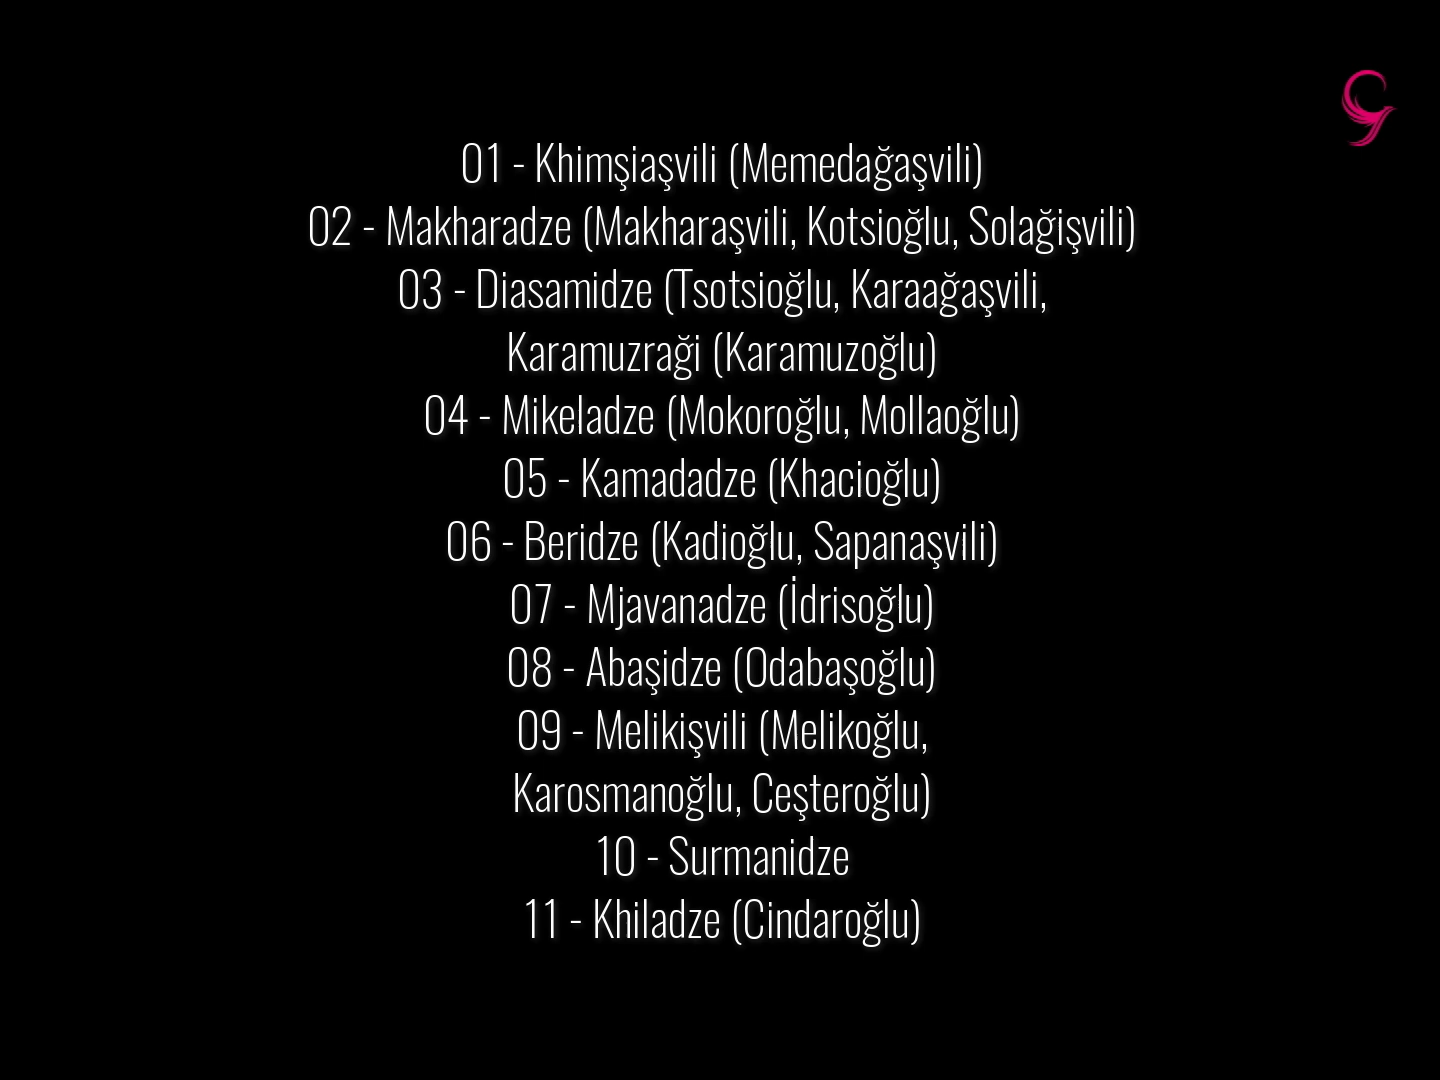 01 - Khimşiaşvili (Memedağaşvili)
02 - Makharadze (Makharaşvili, Kotsioğlu, Solağişvili)
03 - Diasamidze (Tsotsioğlu, Karaağaşvili,
Karamuzraği (Karamuzoğlu)
04 - Mikeladze (Mokoroğlu, Mollaoğlu)
05 - Kamadadze (Khacioğlu)
06 - Beridze (Kadioğlu, Sapanaşvili)
07 - Mjavanadze (İdrisoğlu)
08 - Abaşidze (Odabaşoğlu)
09 - Melikişvili (Melikoğlu,
Karosmanoğlu, Ceşteroğlu)
10 - Surmanidze
11 - Khiladze (Cindaroğlu)